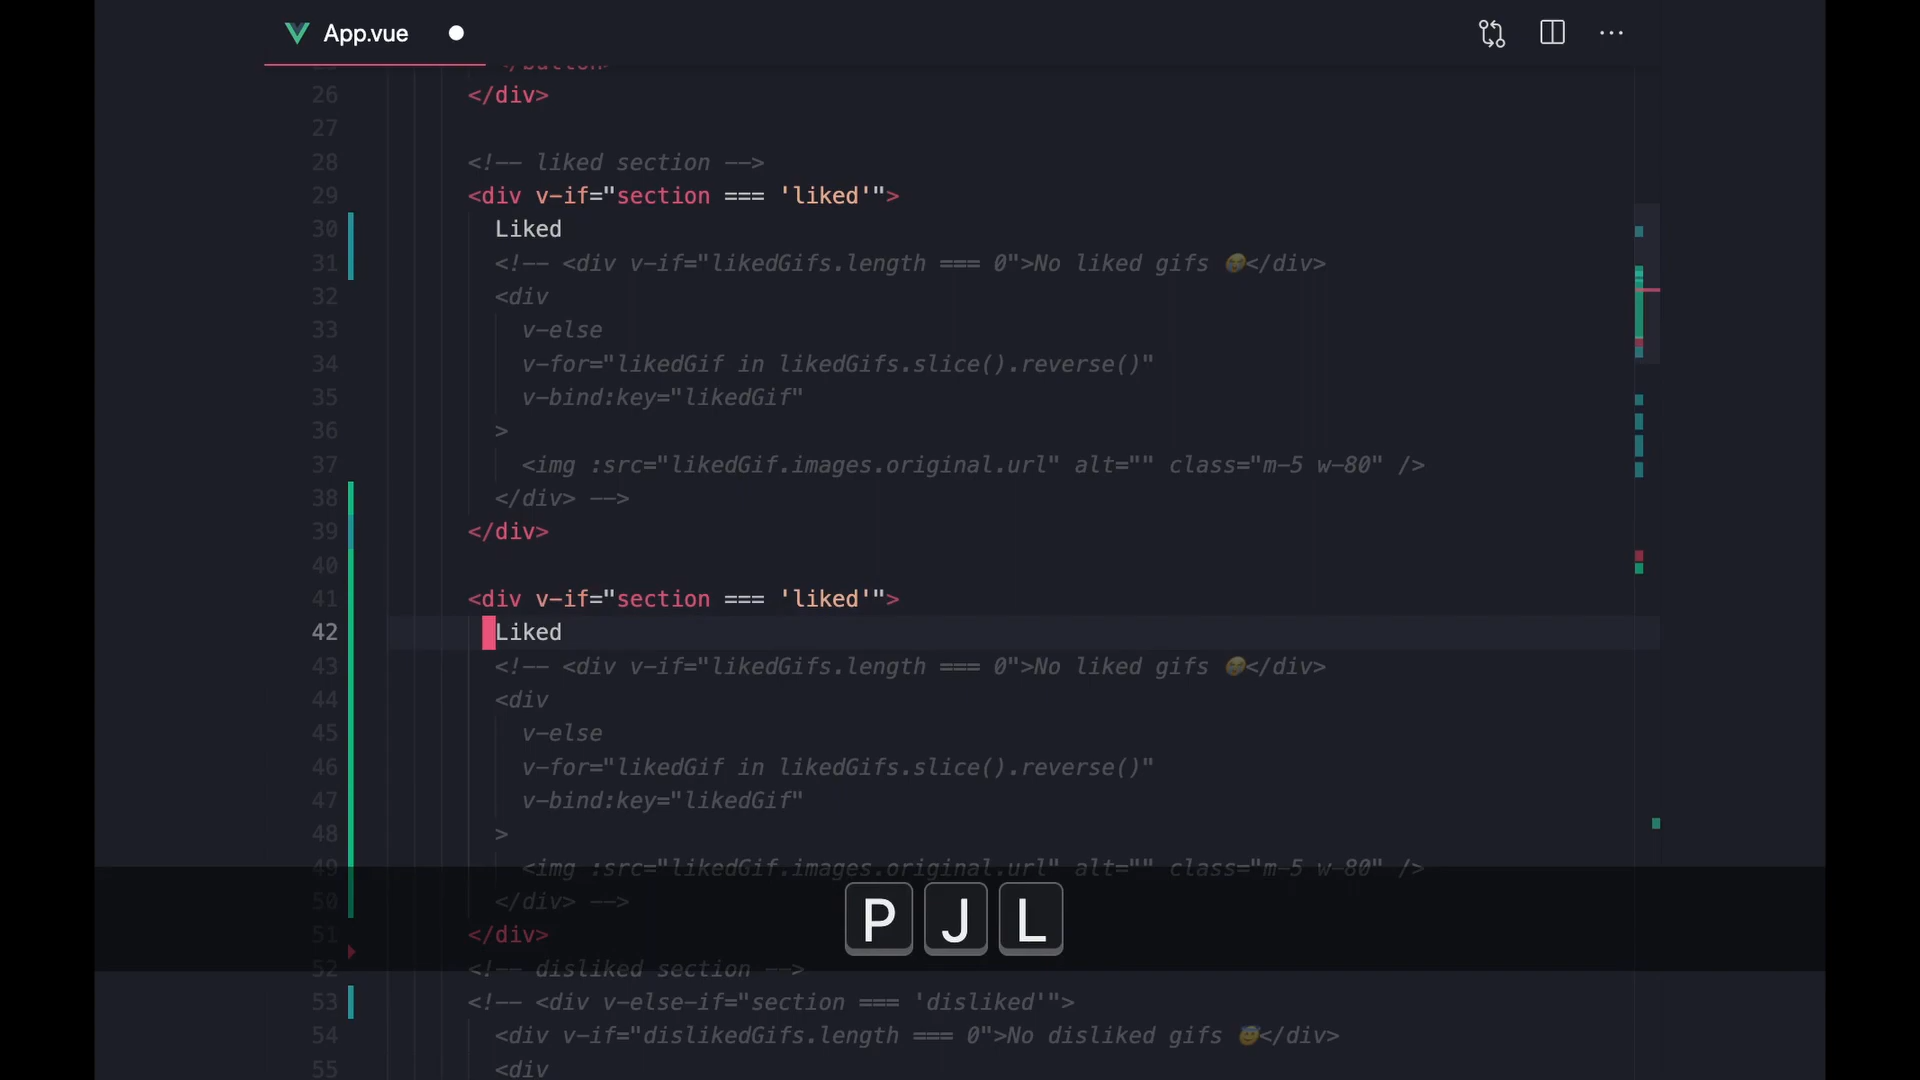 App.vue
25 </button>
26 </div>
27
28 <!-- liked section -->
29 <div v-if="section === 'liked'">
30 Liked
31 <!-- <div v-if="likedGifs.length === 0">No liked gifs 😅</div>
32 <div
33 v-else
34 v-for="likedGif in likedGifs.slice().reverse()"
35 v-bind:key="likedGif"
36 >
37 <img :src="likedGif.images.original.url" alt="" class="m-5 w-80" />
38 </div> -->
39 </div>
40
41 <div v-if="section === 'liked'">
42 Liked
43 <!-- <div v-if="likedGifs.length === 0">No liked gifs 😅</div>
44 <div
45 v-else
46 v-for="likedGif in likedGifs.slice().reverse()"
47 v-bind:key="likedGif"
48 >
49 <img :src="likedGif.images.original.url" alt="" class="m-5 w-80" />
50 </div> -->
51 </div>
P J L
52 <!-- disliked section -->
53 <!-- <div v-else-if="section === 'disliked'">
54 <div v-if="dislikedGifs.length === 0">No disliked gifs 😇</div>
55 <div